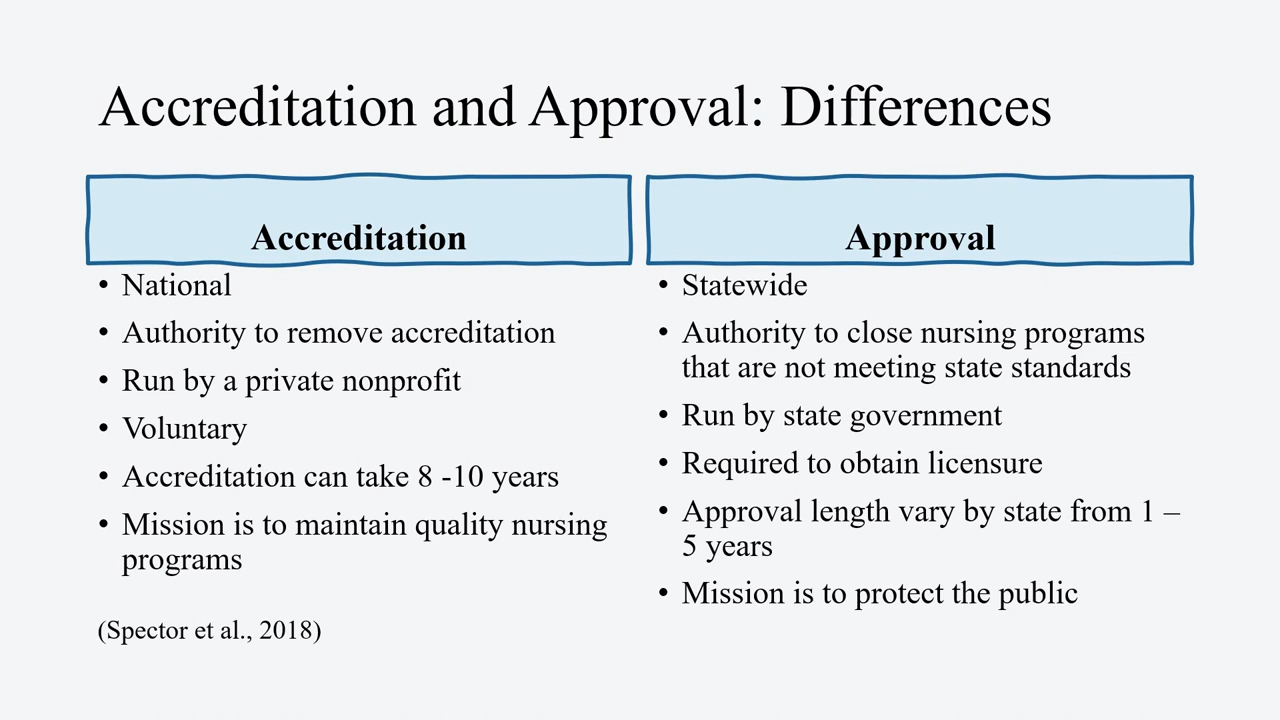 Accreditation and Approval: Differences
Accreditation
• National
• Authority to remove accreditation
• Run by a private nonprofit
• Voluntary
• Accreditation can take 8 -10 years
• Mission is to maintain quality nursing
programs
(Spector et al., 2018)
Approval
• Statewide
• Authority to close nursing programs
that are not meeting state standards
• Run by state government
• Required to obtain licensure
• Approval length vary by state from 1 –
5 years
• Mission is to protect the public